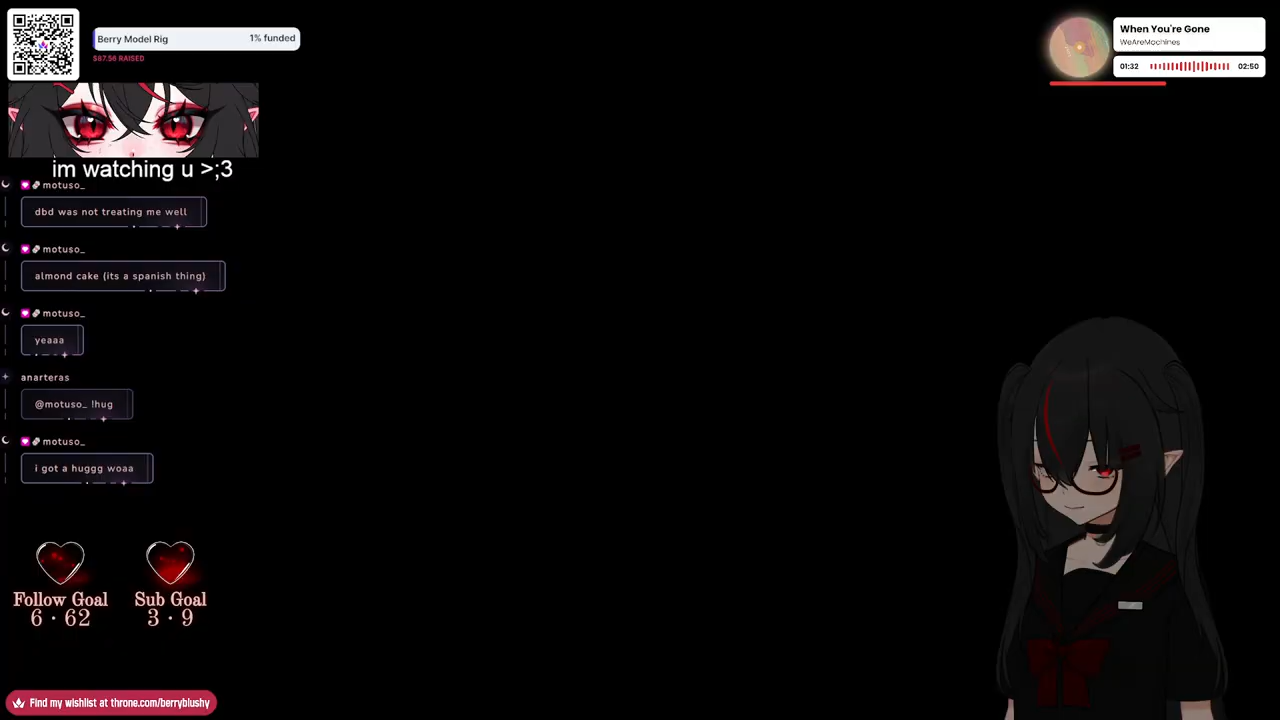 Berry Model Rig 1% funded
$87.56 RAISED
When You're Gone
WeAreMachines
01:32 02:50
im watching u >;3
motuso_
dbd was not treating me well
motuso_
almond cake (its a spanish thing)
motuso_
yeaaa
anarteras
@motuso_ !hug
motuso_
i got a huggg woaa
Follow Goal
6 · 62
Sub Goal
3 · 9
Find my wishlist at throne.com/berryblushy